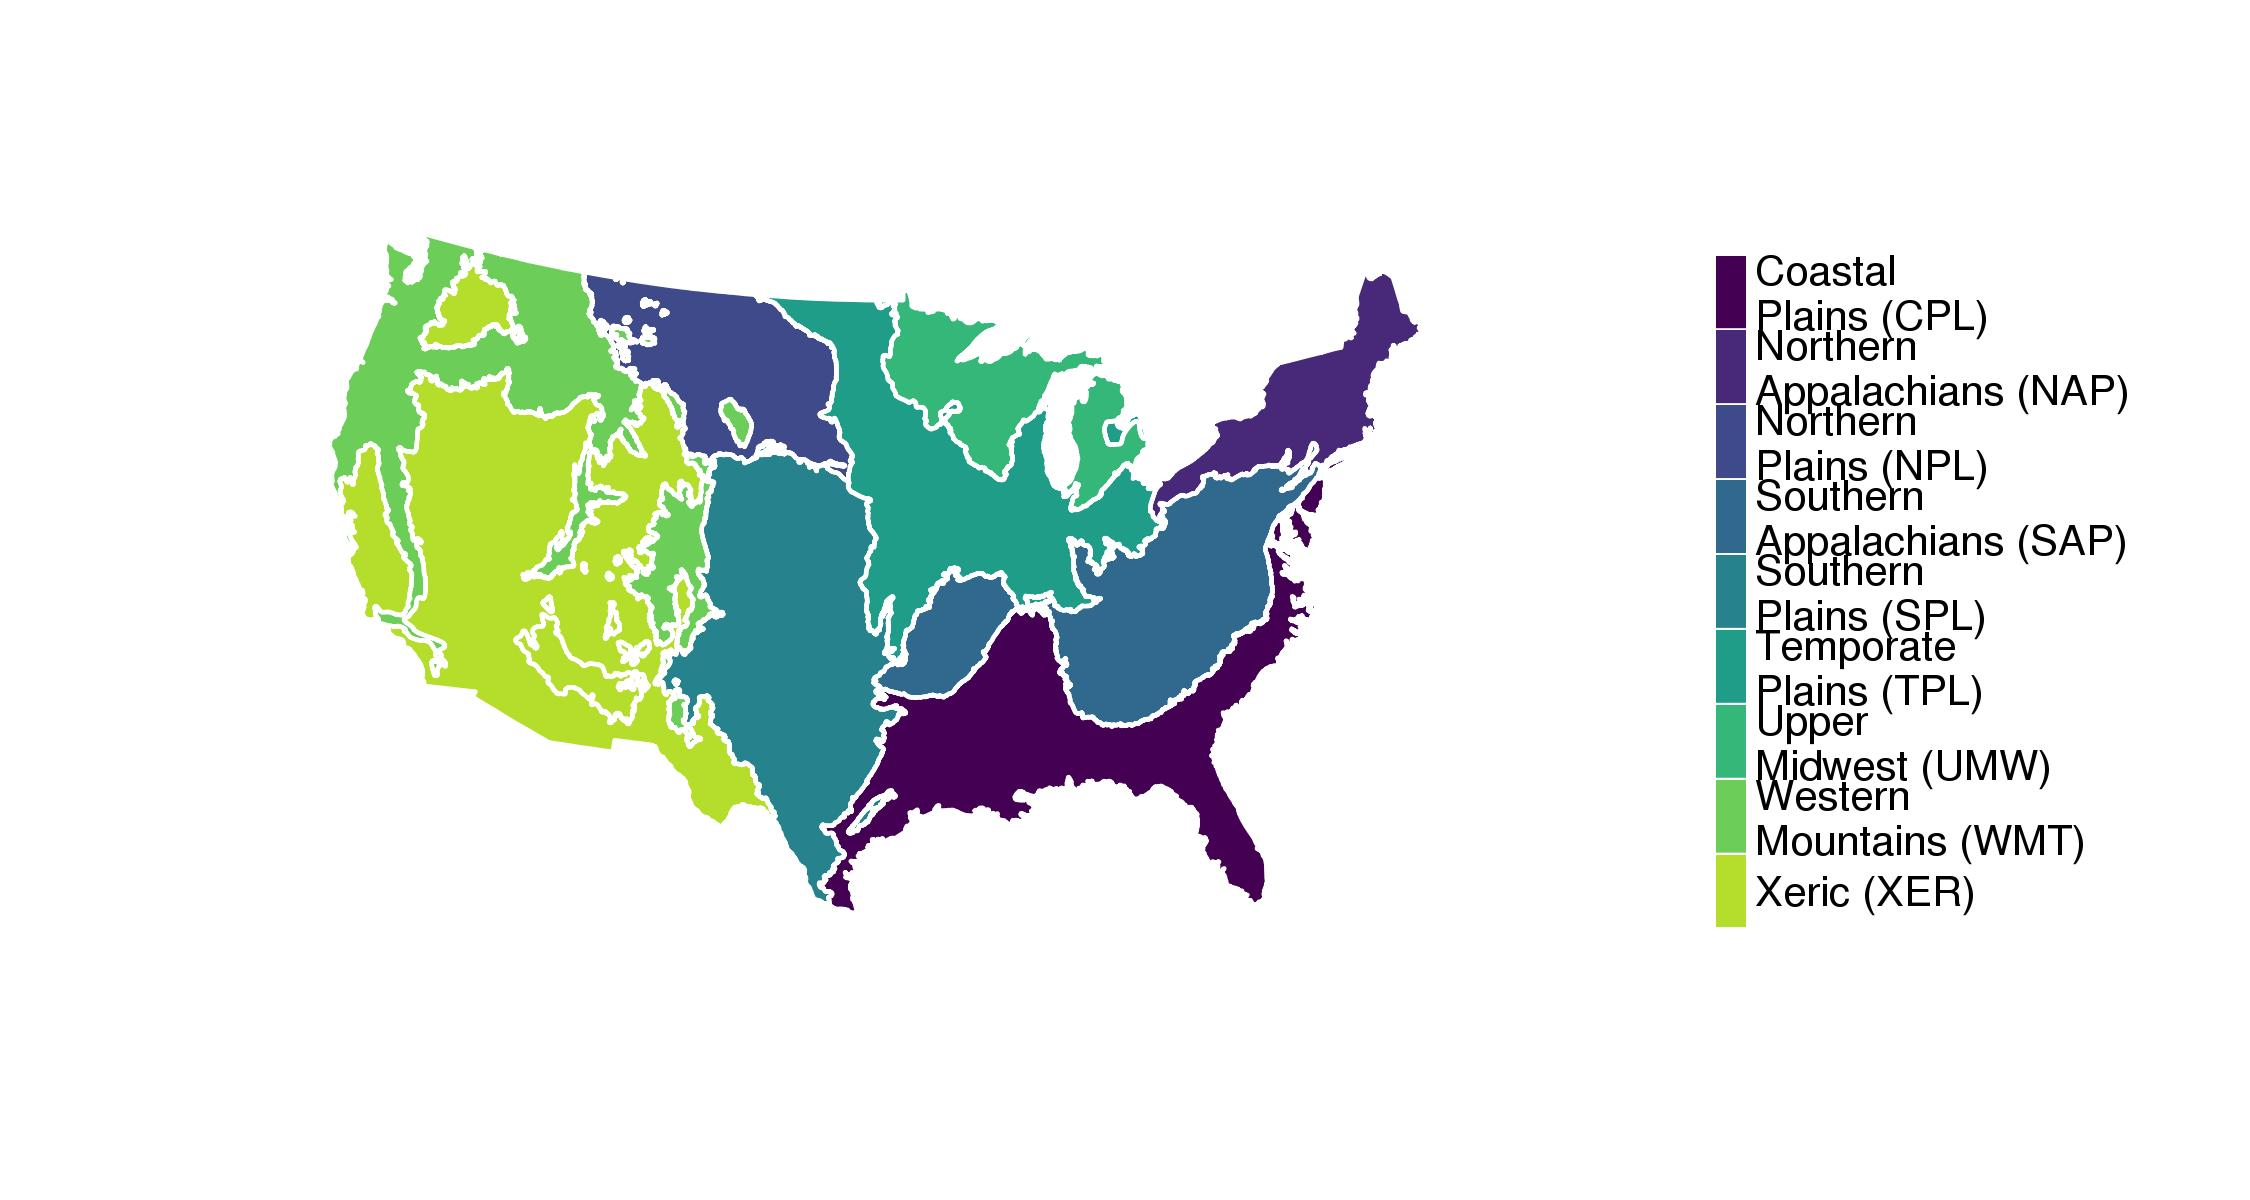 Coastal
Plains (CPL)
Northern
Appalachians (NAP)
Northern
Plains (NPL)
Southern
Appalachians (SAP)
Southern
Plains (SPL)
Temporate
Plains (TPL)
Upper
Midwest (UMW)
Western
Mountains (WMT)
Xeric (XER)